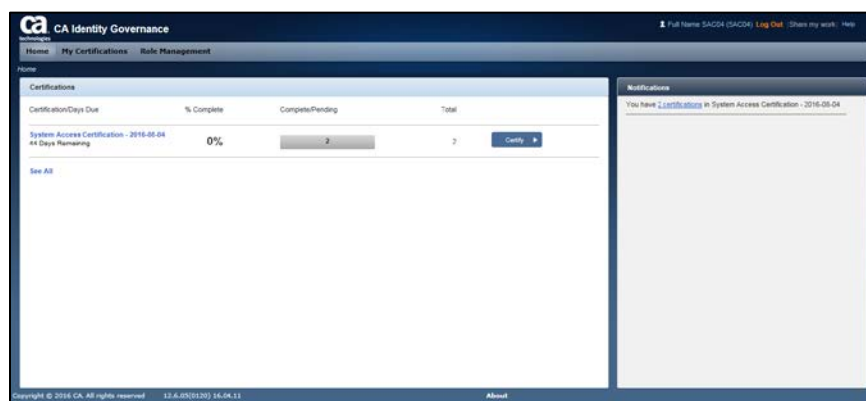 ca
technologies
CA Identity Governance
Full Name SAC04 (SAC04) Log Out (Share my work) Help
Home My Certifications Role Management
Home
Certifications
Certification/Days Due % Complete Complete/Pending Total
System Access Certification - 2016-08-04
44 Days Remaining
0% 2 2 Certify
See All
Notifications
You have 2 certifications in System Access Certification - 2016-08-04
Copyright © 2016 CA. All rights reserved 12.6.05(0120) 16.04.11 About